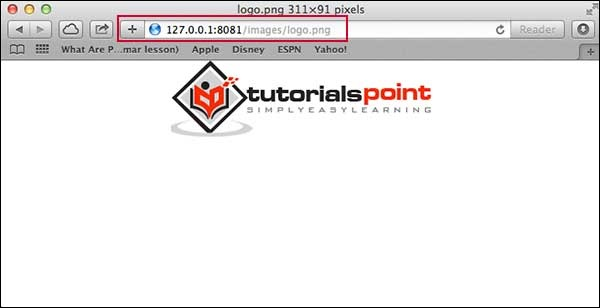 logo.png 311×91 pixels
127.0.0.1:8081/images/logo.png
Reader
What Are P...mar lesson) Apple Disney ESPN Yahoo!
tutorialspoint
SIMPLYEASYLEARNING